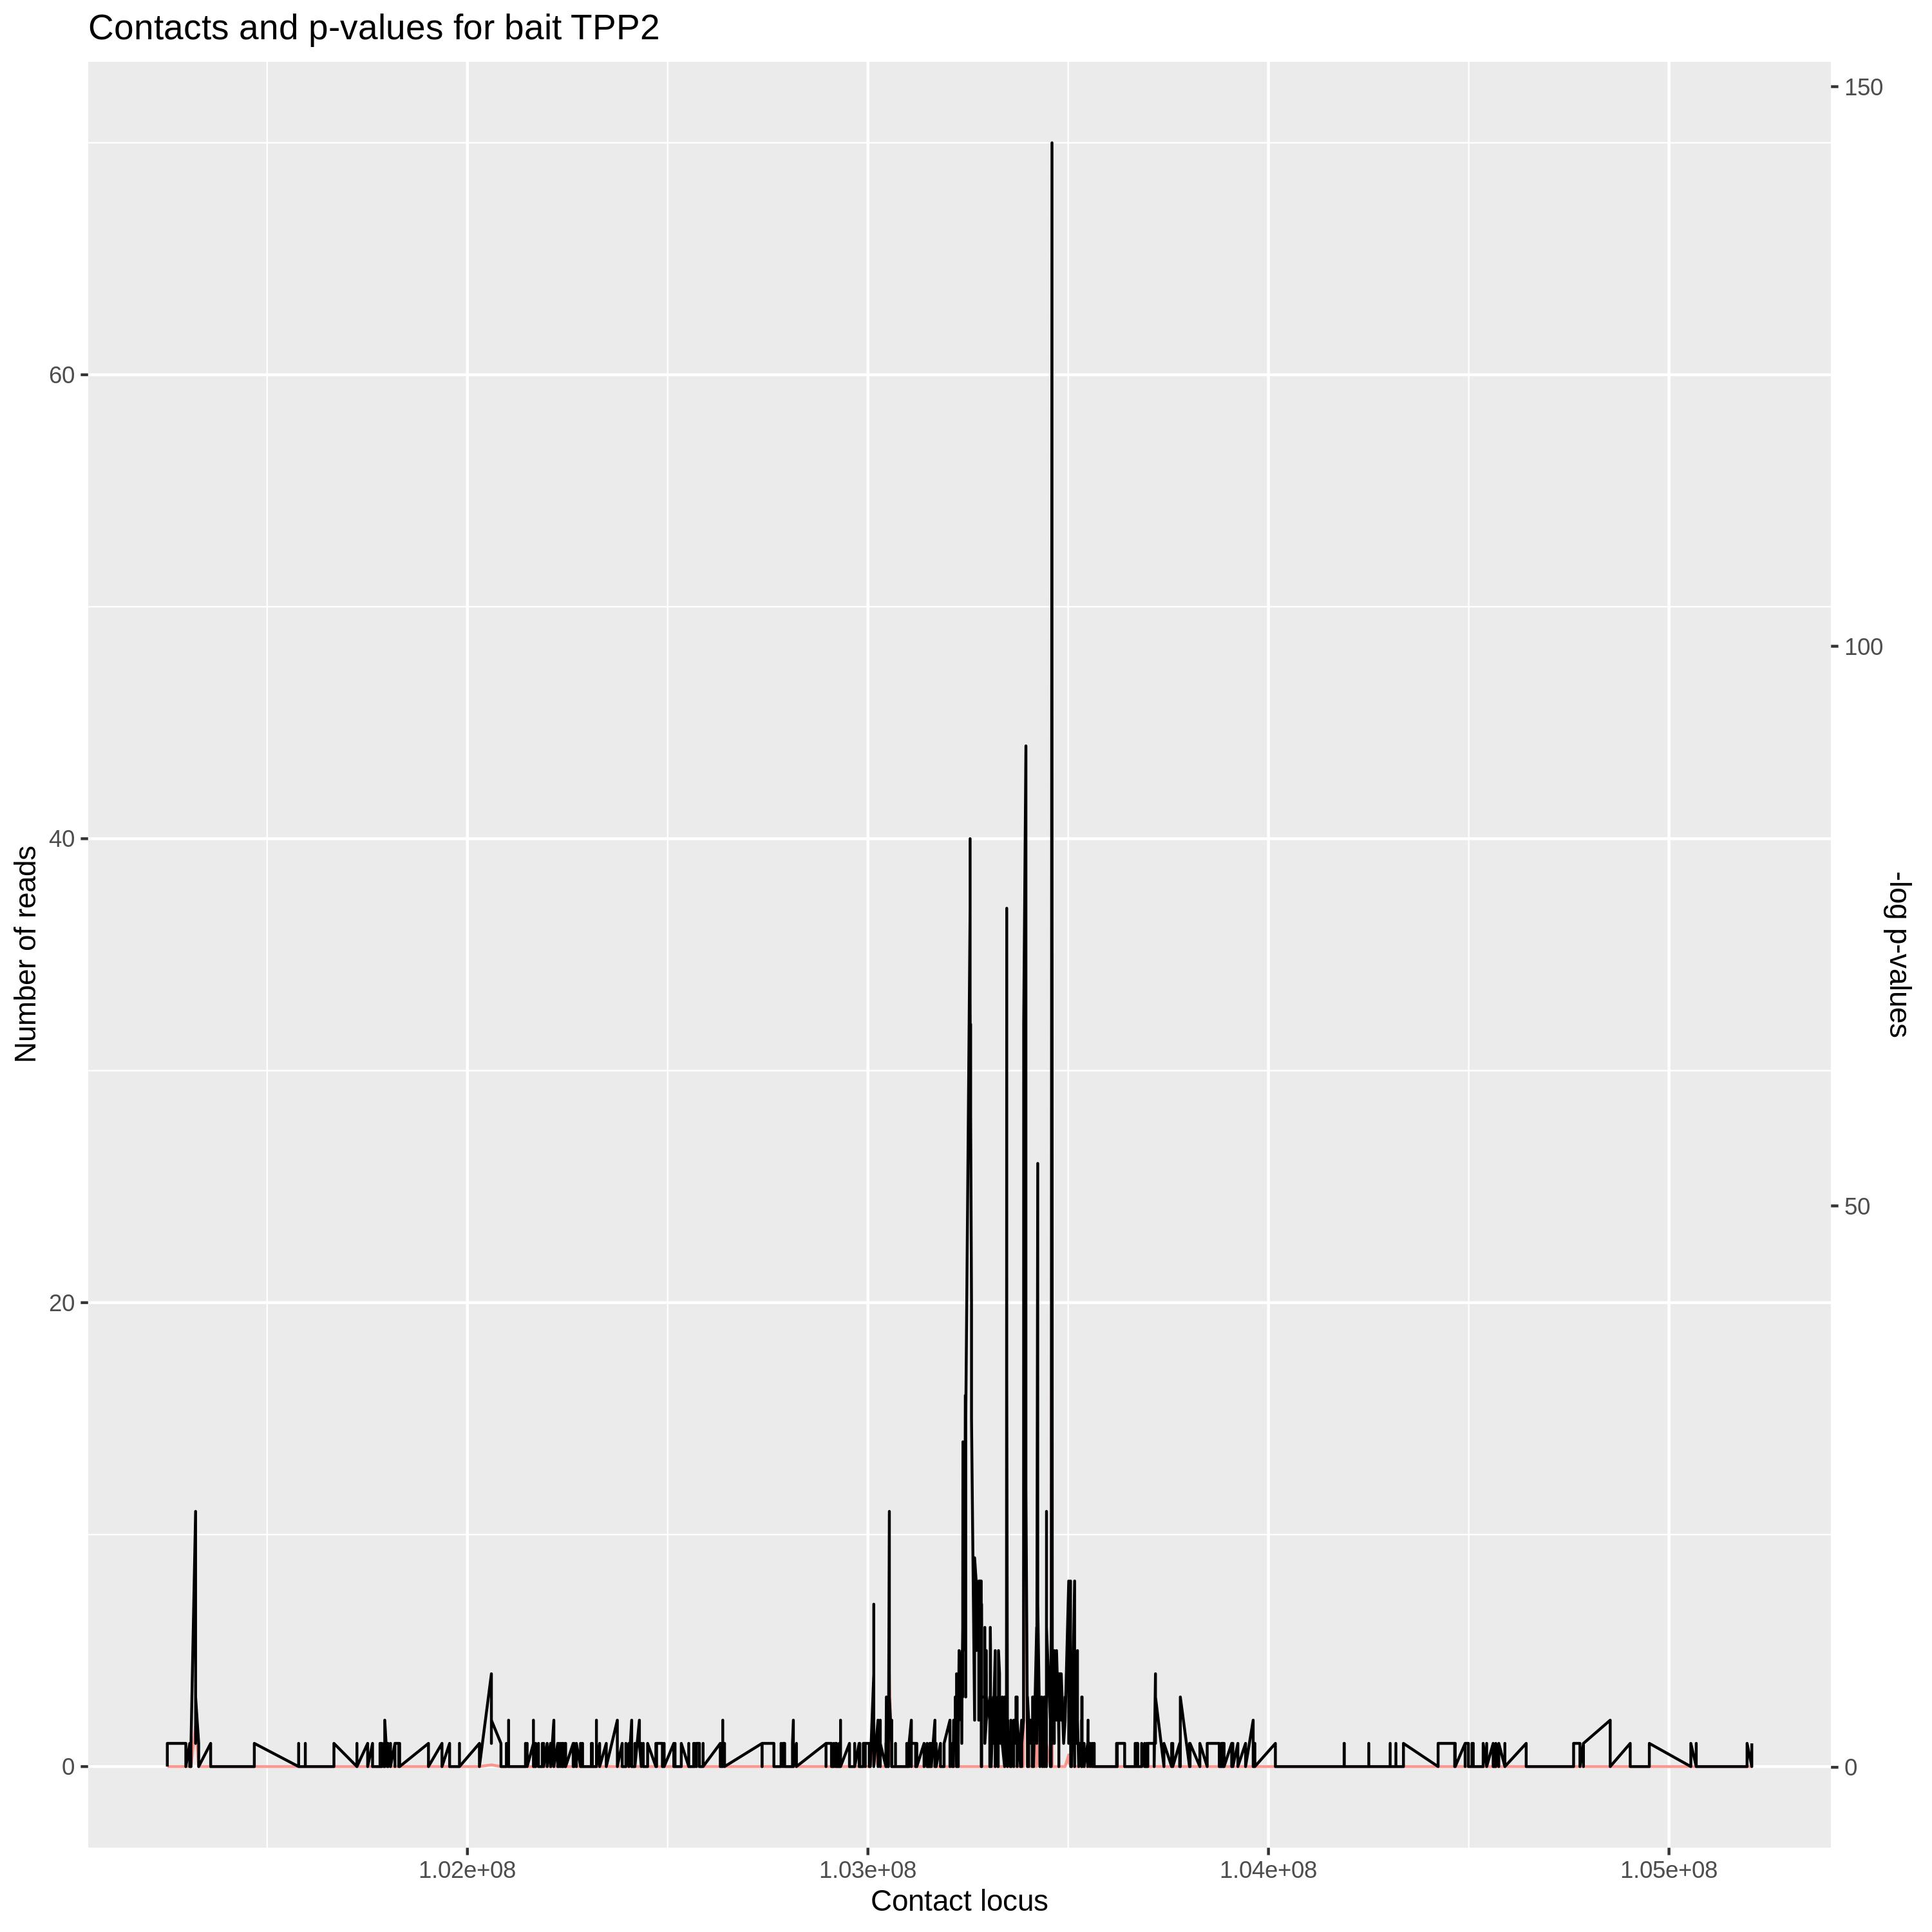 Contacts and p-values for bait TPP2
150
60
100
40
Number of reads
-log p-values
50
20
0
0
1.02e+08
1.03e+08
1.04e+08
1.05e+08
Contact locus